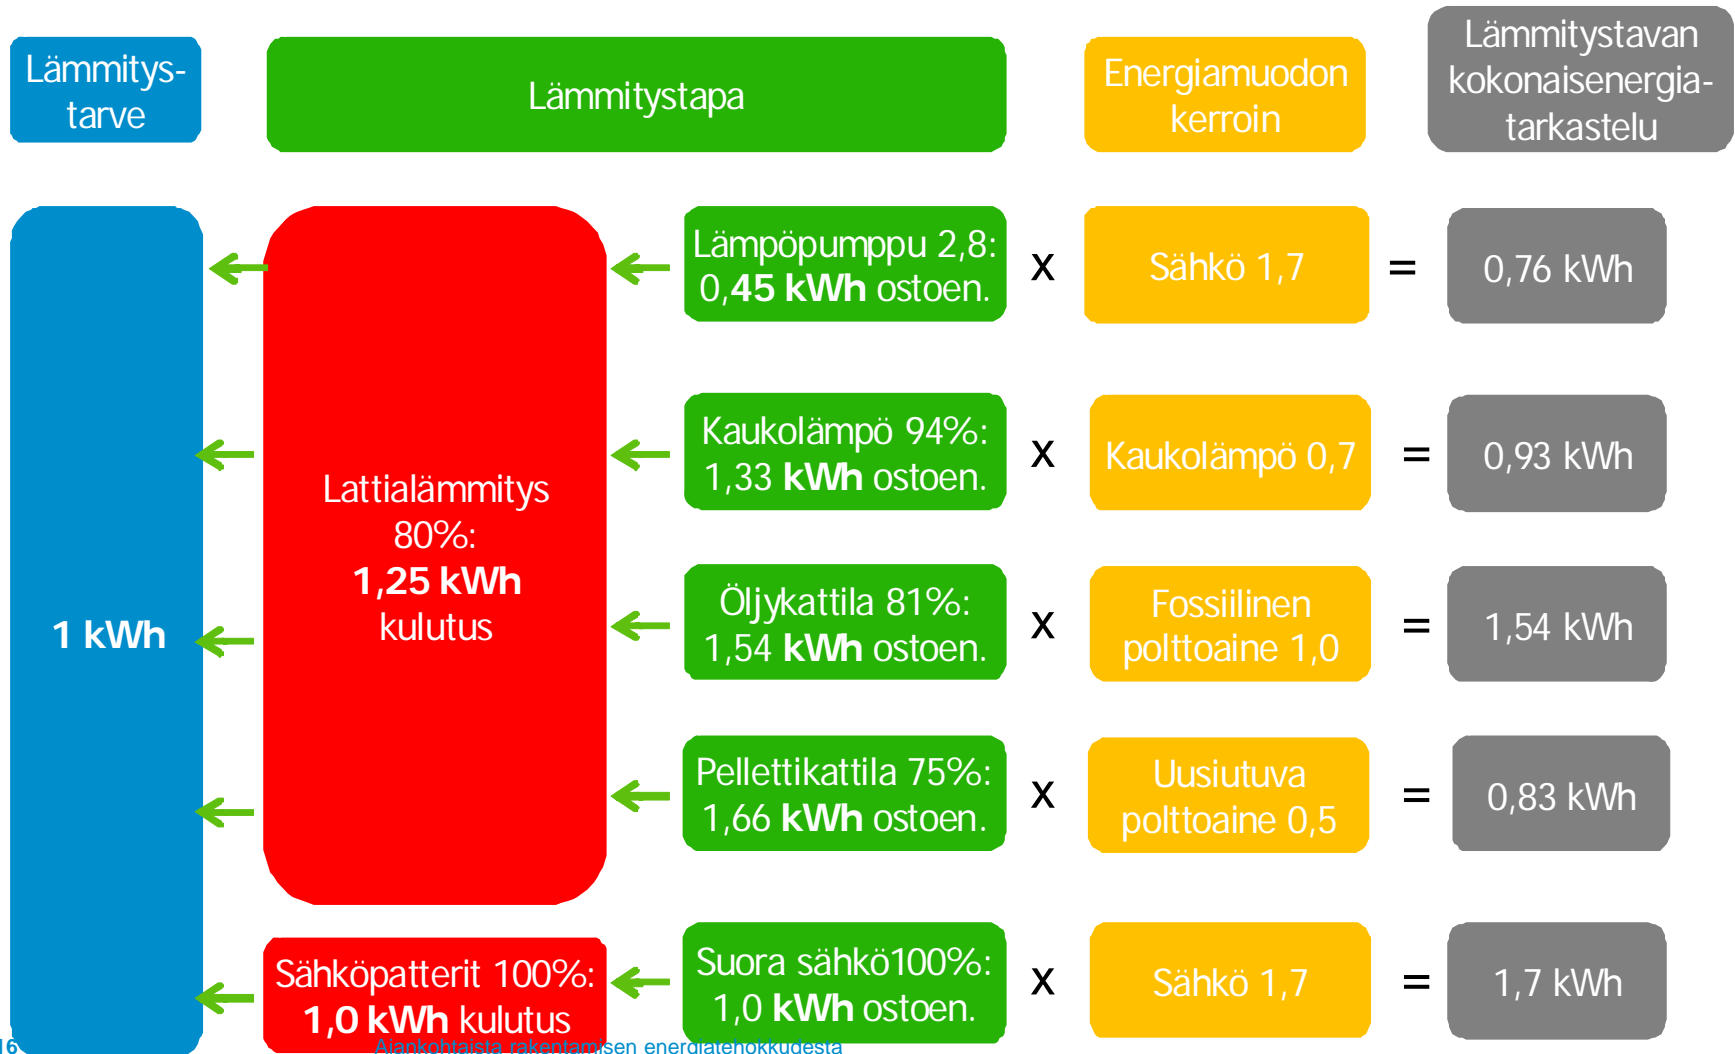 Lämmitys-
tarve
Lämmitystapa
Energiamuodon
kerroin
Lämmitystavan
kokonaisenergia-
tarkastelu
1 kWh
Lattialämmitys
80%:
1,25 kWh
kulutus
Lämpöpumppu 2,8:
0,45 kWh ostoen.
x
Sähkö 1,7
=
0,76 kWh
Kaukolämpö 94%:
1,33 kWh ostoen.
x
Kaukolämpö 0,7
=
0,93 kWh
Öljykattila 81%:
1,54 kWh ostoen.
x
Fossiilinen
polttoaine 1,0
=
1,54 kWh
Pellettikattila 75%:
1,66 kWh ostoen.
x
Uusiutuva
polttoaine 0,5
=
0,83 kWh
Sähköpatterit 100%:
1,0 kWh kulutus
Suora sähkö100%:
1,0 kWh ostoen.
x
Sähkö 1,7
=
1,7 kWh
16
Ajankohtaista rakentamisen energiatehokkudesta